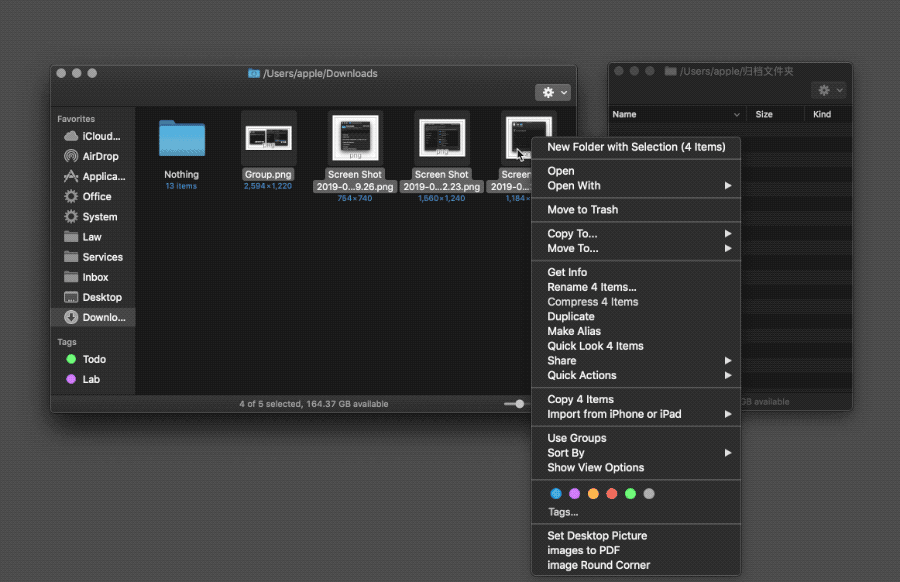 /Users/apple/Downloads
Favorites
iCloud...
AirDrop
Applica...
Office
System
Law
Services
Inbox
Desktop
Downlo...
Tags
Todo
Lab
Nothing
13 items
Group.png
2,594×1,220
Screen Shot
2019-0...9.26.png
754×740
Screen Shot
2019-0...2.23.png
1,560×1,240
Screen
2019-0
1,184×
4 of 5 selected, 164.37 GB available
/Users/apple/归档文件夹
Name
Size
Kind
GB available
New Folder with Selection (4 Items)
Open
Open With
Move to Trash
Copy To...
Move To...
Get Info
Rename 4 Items...
Compress 4 Items
Duplicate
Make Alias
Quick Look 4 Items
Share
Quick Actions
Copy 4 Items
Import from iPhone or iPad
Use Groups
Sort By
Show View Options
Tags...
Set Desktop Picture
images to PDF
image Round Corner